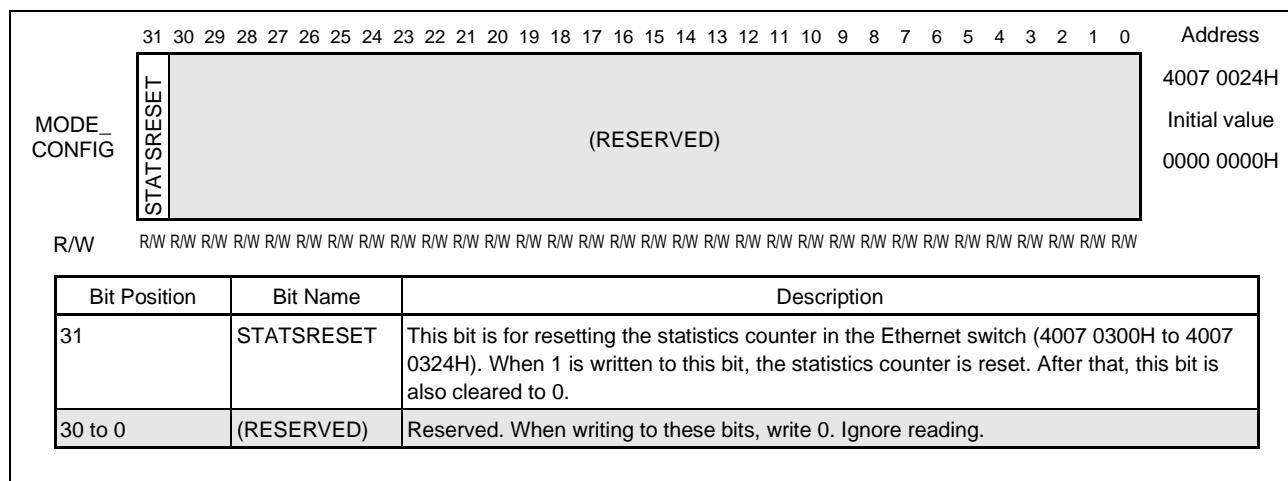 31 30 29 28 27 26 25 24 23 22 21 20 19 18 17 16 15 14 13 12 11 10 9 8 7 6 5 4 3 2 1 0 Address
MODE_
CONFIG
STATSRESET
(RESERVED)
4007 0024H
Initial value
0000 0000H
R/W R/W R/W R/W R/W R/W R/W R/W R/W R/W R/W R/W R/W R/W R/W R/W R/W R/W R/W R/W R/W R/W R/W R/W R/W R/W R/W R/W R/W R/W R/W R/W R/W
Bit Position Bit Name Description
31 STATSRESET This bit is for resetting the statistics counter in the Ethernet switch (4007 0300H to 4007
0324H). When 1 is written to this bit, the statistics counter is reset. After that, this bit is
also cleared to 0.
30 to 0 (RESERVED) Reserved. When writing to these bits, write 0. Ignore reading.